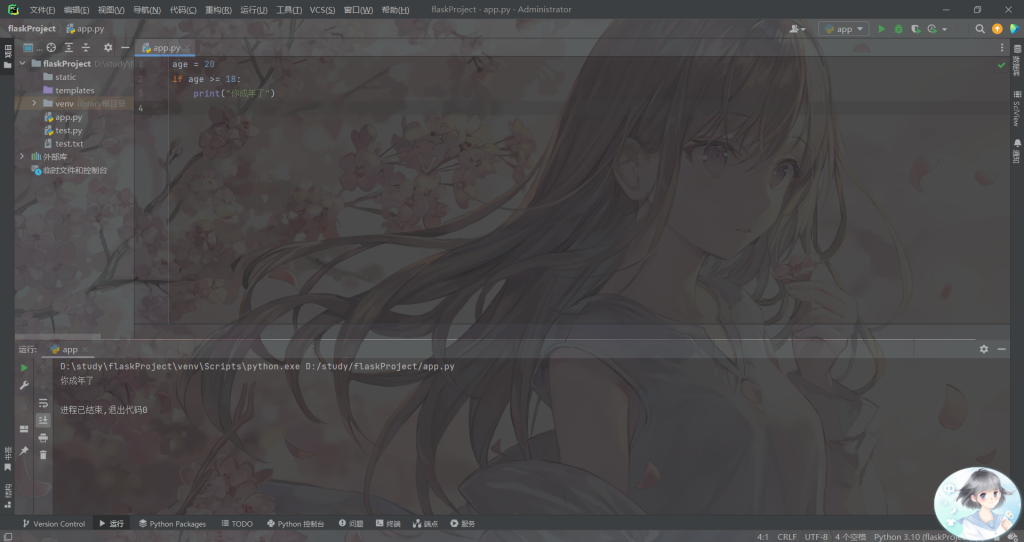 文件(F) 编辑(E) 视图(V) 导航(N) 代码(C) 重构(R) 运行(U) 工具(T) VCS(S) 窗口(W) 帮助(H) flaskProject - app.py - Administrator
flaskProject app.py app
... app.py
flaskProject D:\study\f
static
templates
venv library根目录
app.py
test.py
test.txt
外部库
临时文件和控制台
1 age = 20
2 if age >= 18:
3 print("你成年了")
4
项目
数据库
SciView
通知
运行: app
D:\study\flaskProject\venv\Scripts\python.exe D:/study/flaskProject/app.py
你成年了
进程已结束,退出代码0
书签
结构
Version Control 运行 Python Packages TODO Python 控制台 问题 终端 端点 服务
4:1 CRLF UTF-8 4 个空格 Python 3.10 (flaskProj